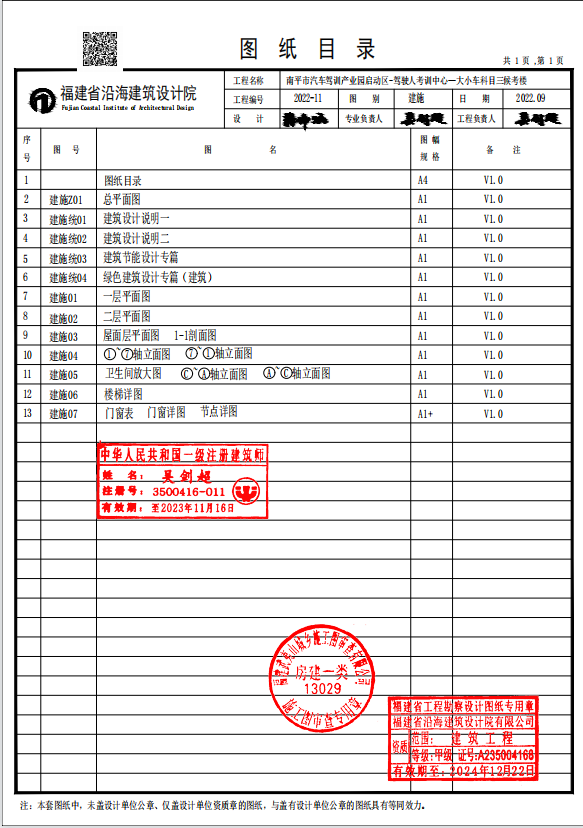 图 纸 目 录
共 1 页 ,第 1 页
福建省沿海建筑设计院
Fujian Coastal Institute of Architectural Design
工程名称 南平市汽车驾训产业园启动区-驾驶人考训中心一大小车科目三候考楼
工程编号 2022-11 图 别 建施 日 期 2022.09
设 计 专业负责人 工程负责人
序号 图 号 图 名 图幅规格 备 注
1 图纸目录 A4 V1.0
2 建施Z01 总平面图 A1 V1.0
3 建施统01 建筑设计说明一 A1 V1.0
4 建施统02 建筑设计说明二 A1 V1.0
5 建施统03 建筑节能设计专篇 A1 V1.0
6 建施统04 绿色建筑设计专篇（建筑） A1 V1.0
7 建施01 一层平面图 A1 V1.0
8 建施02 二层平面图 A1 V1.0
9 建施03 屋面层平面图 1-1剖面图 A1 V1.0
10 建施04 ①~⑦轴立面图 ⑦~①轴立面图 A1 V1.0
11 建施05 卫生间放大图 Ⓒ~Ⓐ轴立面图 Ⓐ~Ⓒ轴立面图 A1 V1.0
12 建施06 楼梯详图 A1 V1.0
13 建施07 门窗表 门窗详图 节点详图 A1+ V1.0
中华人民共和国一级注册建筑师
姓 名： 吴剑超
注册号：3500416-011
有效期：至2023年11月16日
房建一类
13029
施工图审查专用章
福建省工程勘察设计图纸专用章
福建省沿海建筑设计院有限公司
资质 范围： 建 筑 工 程
等级：甲级 证号:A235004168
有效期至：2024年12月22日
注：本套图纸中，未盖设计单位公章、仅盖设计单位资质章的图纸，与盖有设计单位公章的图纸具有等同效力。